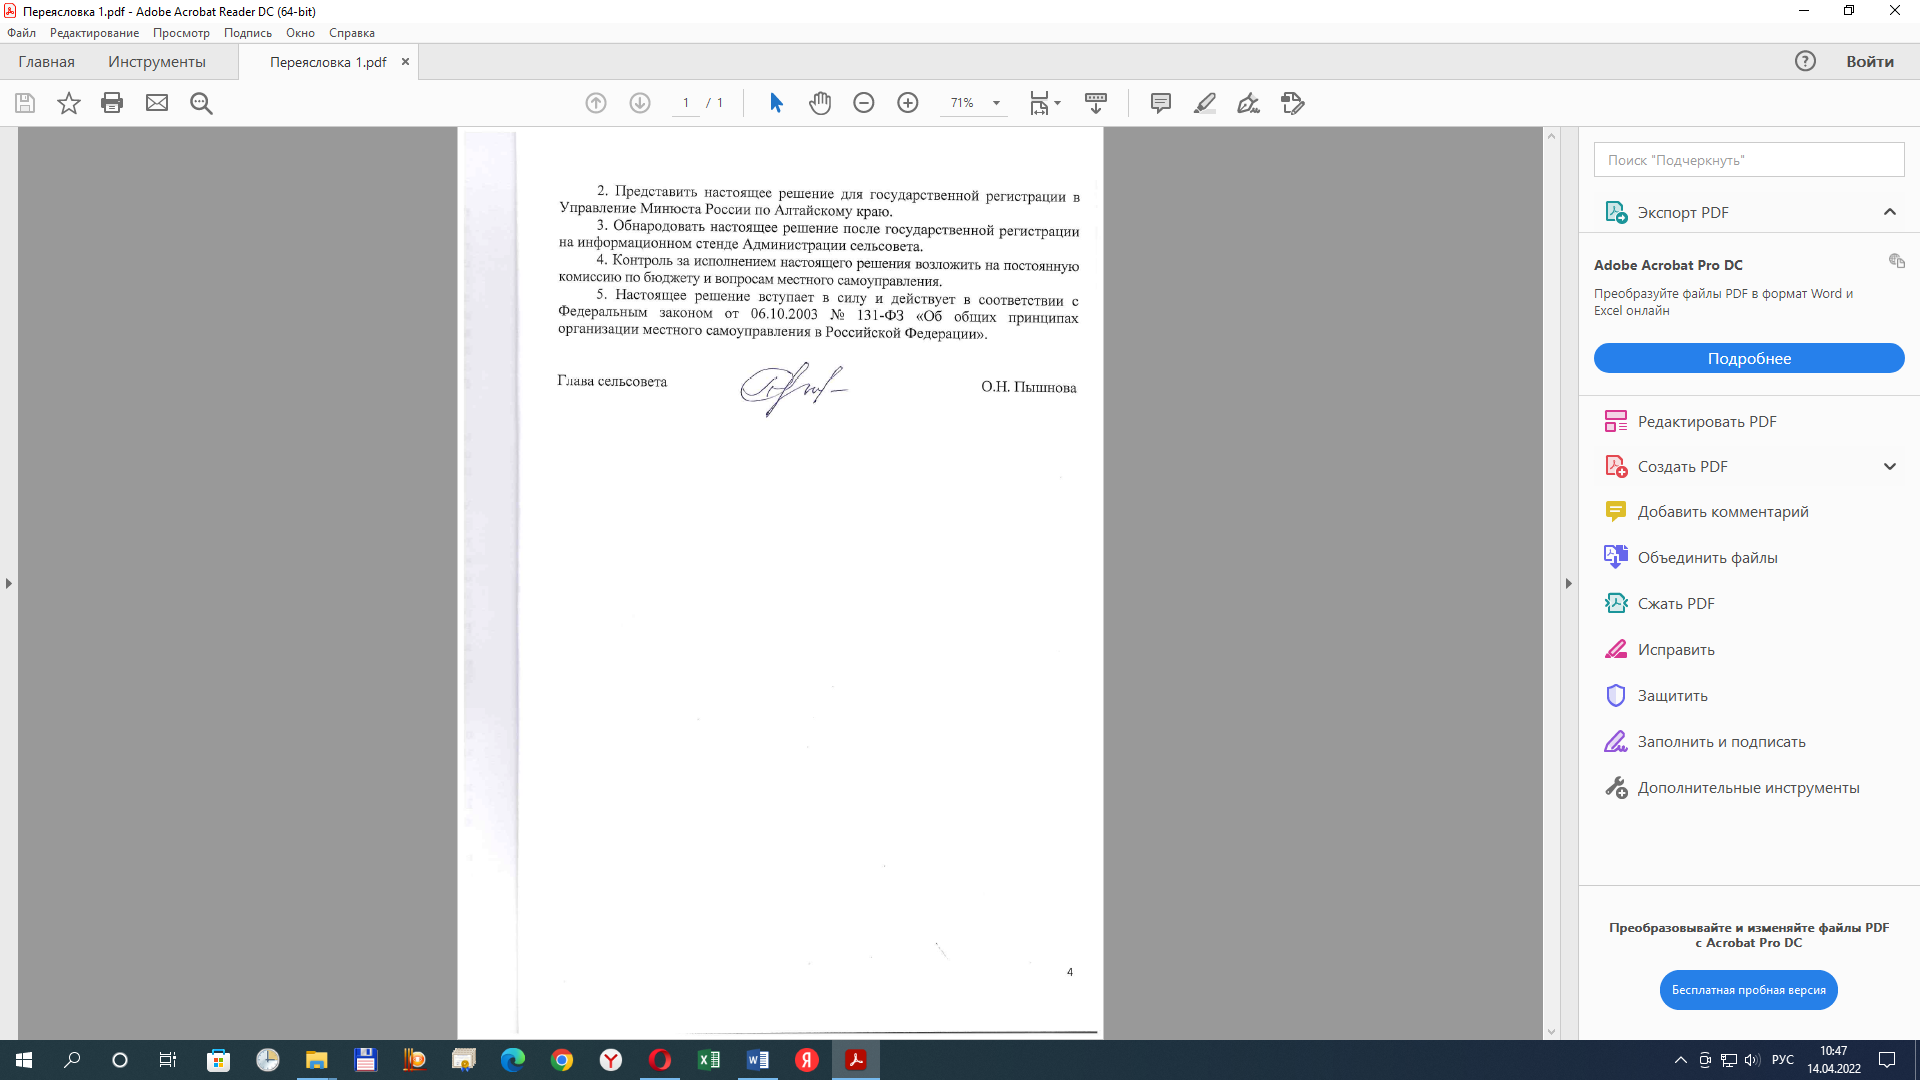 Переясловка 1.pdf - Adobe Acrobat Reader DC (64-bit)
Файл Редактирование Просмотр Подпись Окно Справка
Главная Инструменты Переясловка 1.pdf × ? Войти
1 / 1 71%
2. Представить настоящее решение для государственной регистрации в
Управление Минюста России по Алтайскому краю.
3. Обнародовать настоящее решение после государственной регистрации
на информационном стенде Администрации сельсовета.
4. Контроль за исполнением настоящего решения возложить на постоянную
комиссию по бюджету и вопросам местного самоуправления.
5. Настоящее решение вступает в силу и действует в соответствии с
Федеральным законом от 06.10.2003 № 131-ФЗ «Об общих принципах
организации местного самоуправления в Российской Федерации».
Глава сельсовета О.Н. Пышнова
4
Поиск "Подчеркнуть"
Экспорт PDF
Adobe Acrobat Pro DC
Преобразуйте файлы PDF в формат Word и
Excel онлайн
Подробнее
Редактировать PDF
Создать PDF
Добавить комментарий
Объединить файлы
Сжать PDF
Исправить
Защитить
Заполнить и подписать
Дополнительные инструменты
Преобразовывайте и изменяйте файлы PDF
с Acrobat Pro DC
Бесплатная пробная версия
РУС
10:47
14.04.2022